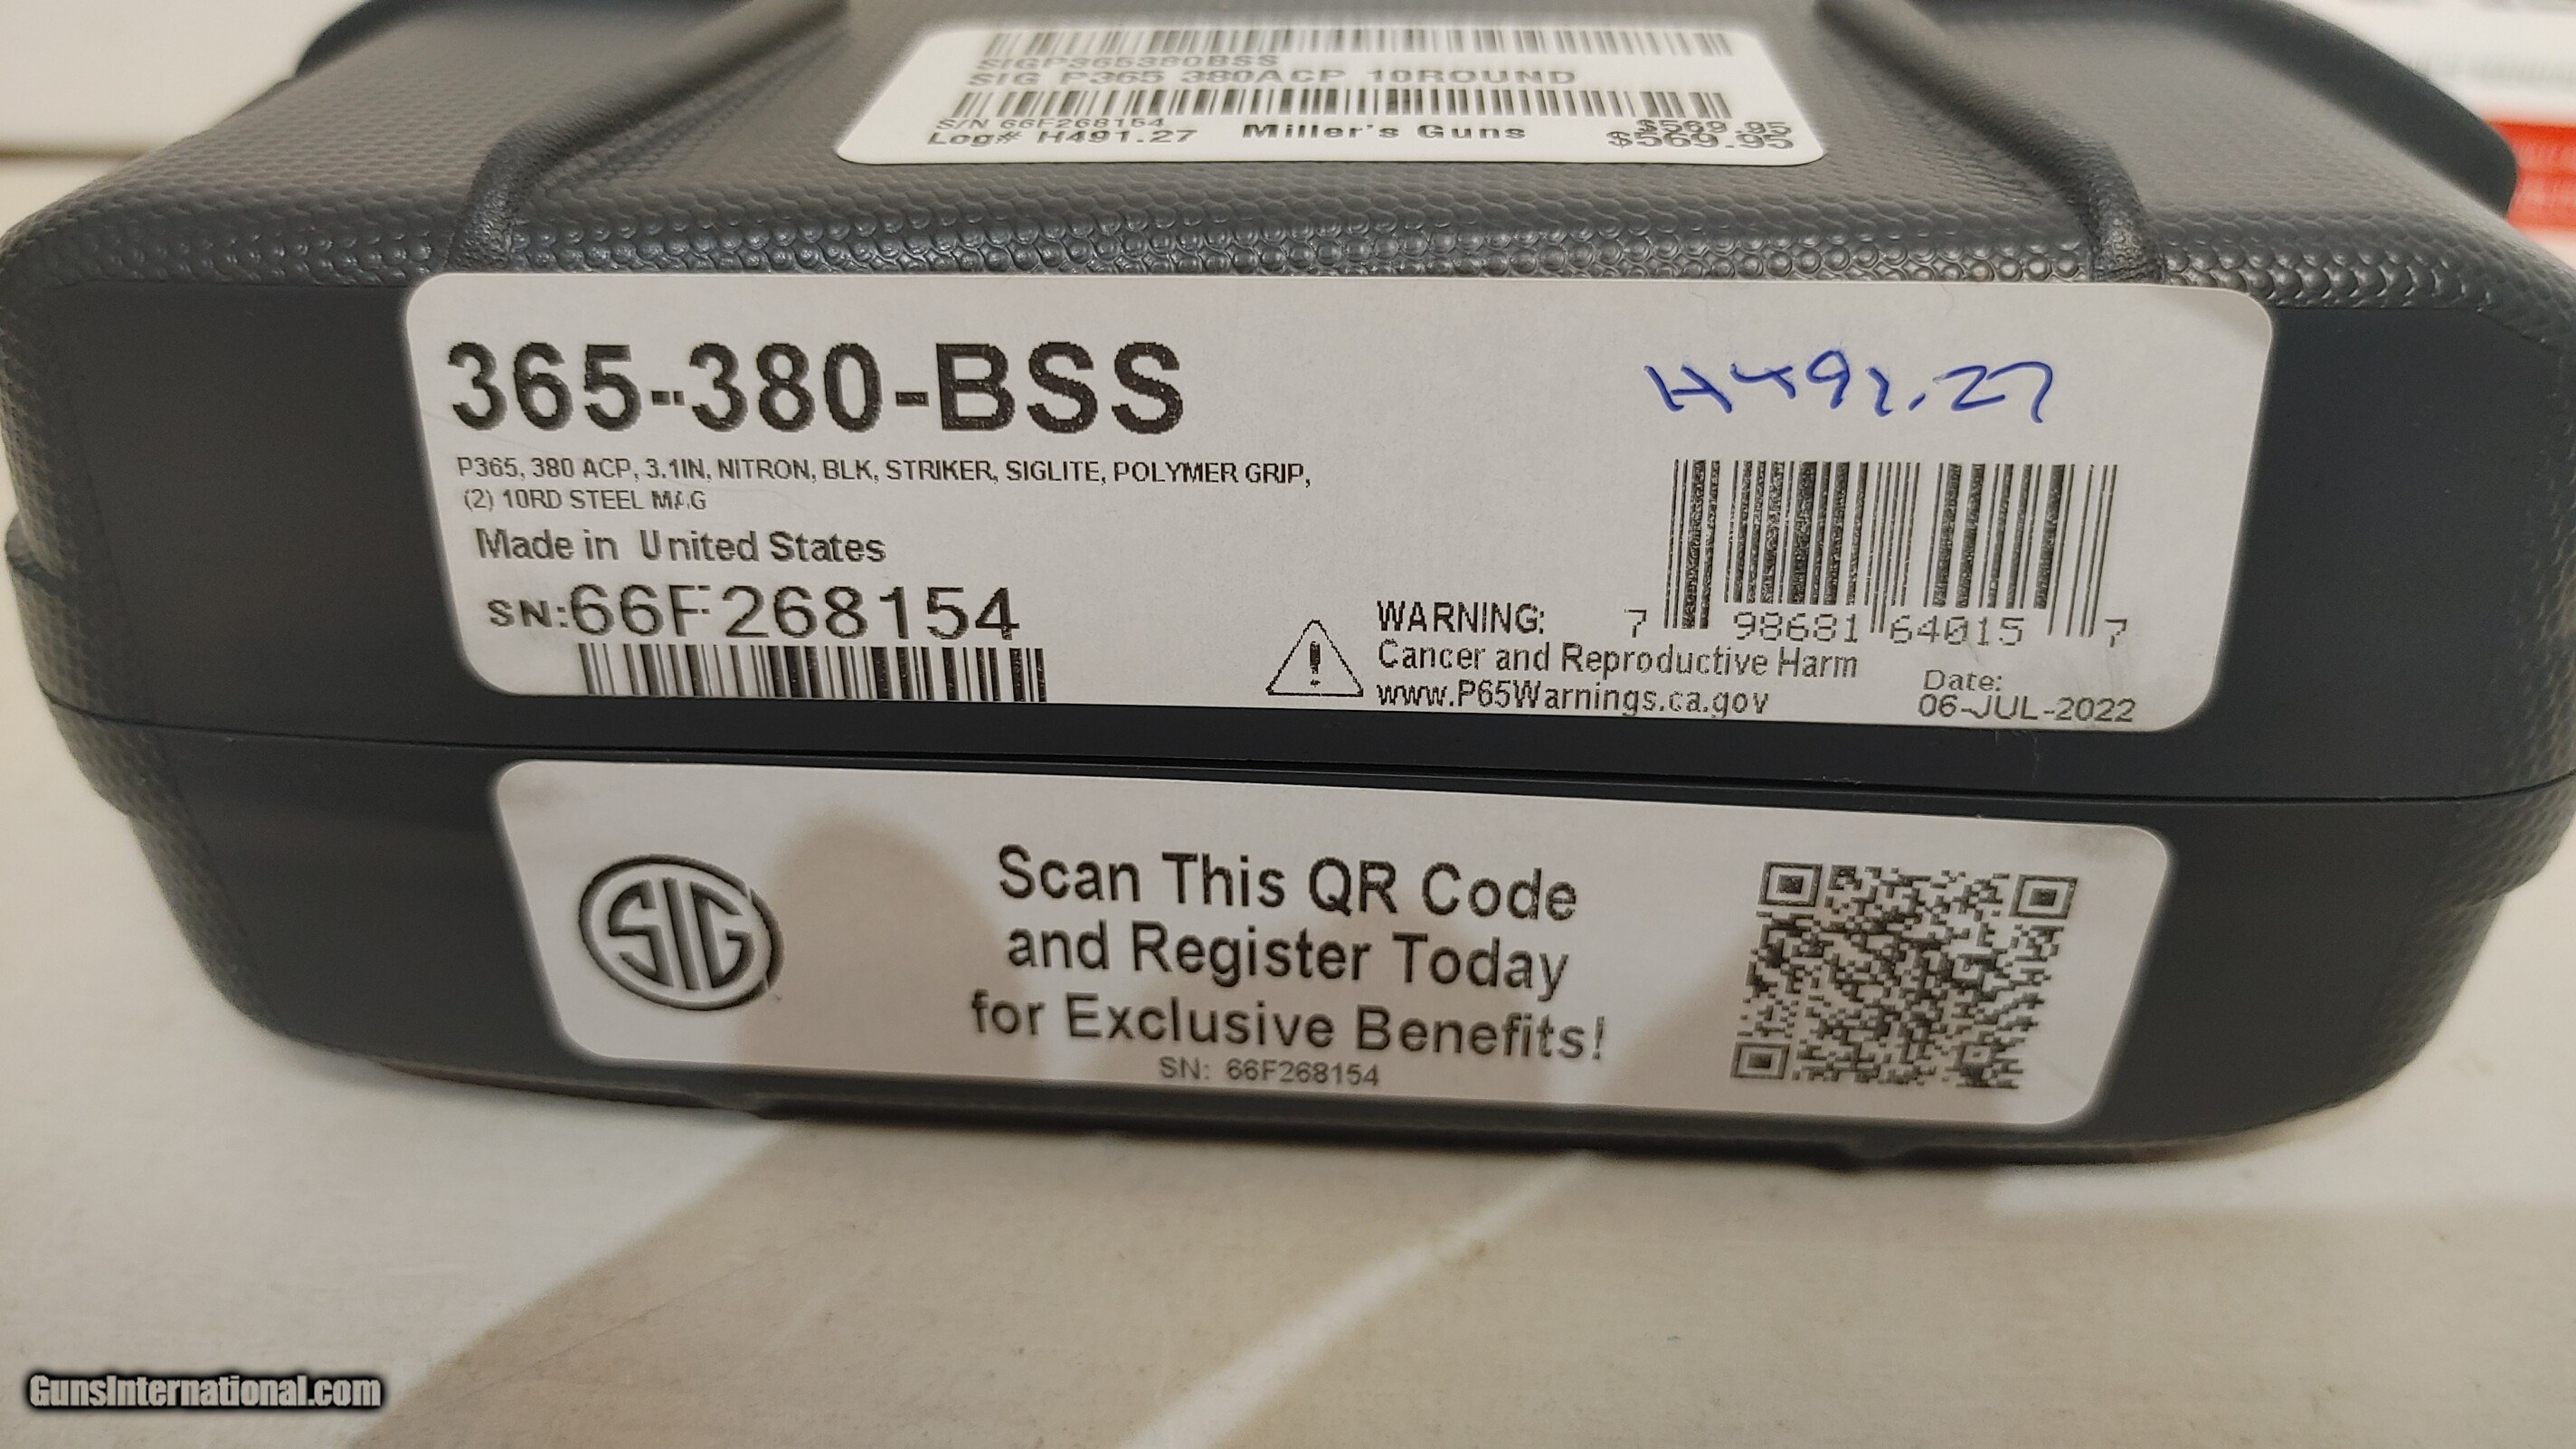 SIGP365380BSS
SIG P365 380ACP 10ROUND
S/N 66F268154 $569.95
Log# H491.27 Miller's Guns $569.95
365-380-BSS
H491.27
P365, 380 ACP, 3.1IN, NITRON, BLK, STRIKER, SIGLITE, POLYMER GRIP,
(2) 10RD STEEL MAG
Made in United States
SN:66F268154
7 98681 64015 7
WARNING:
Cancer and Reproductive Harm
www.P65Warnings.ca.gov
Date:
06-JUL-2022
SIG
Scan This QR Code
and Register Today
for Exclusive Benefits!
SN: 66F268154
GunsInternational.com